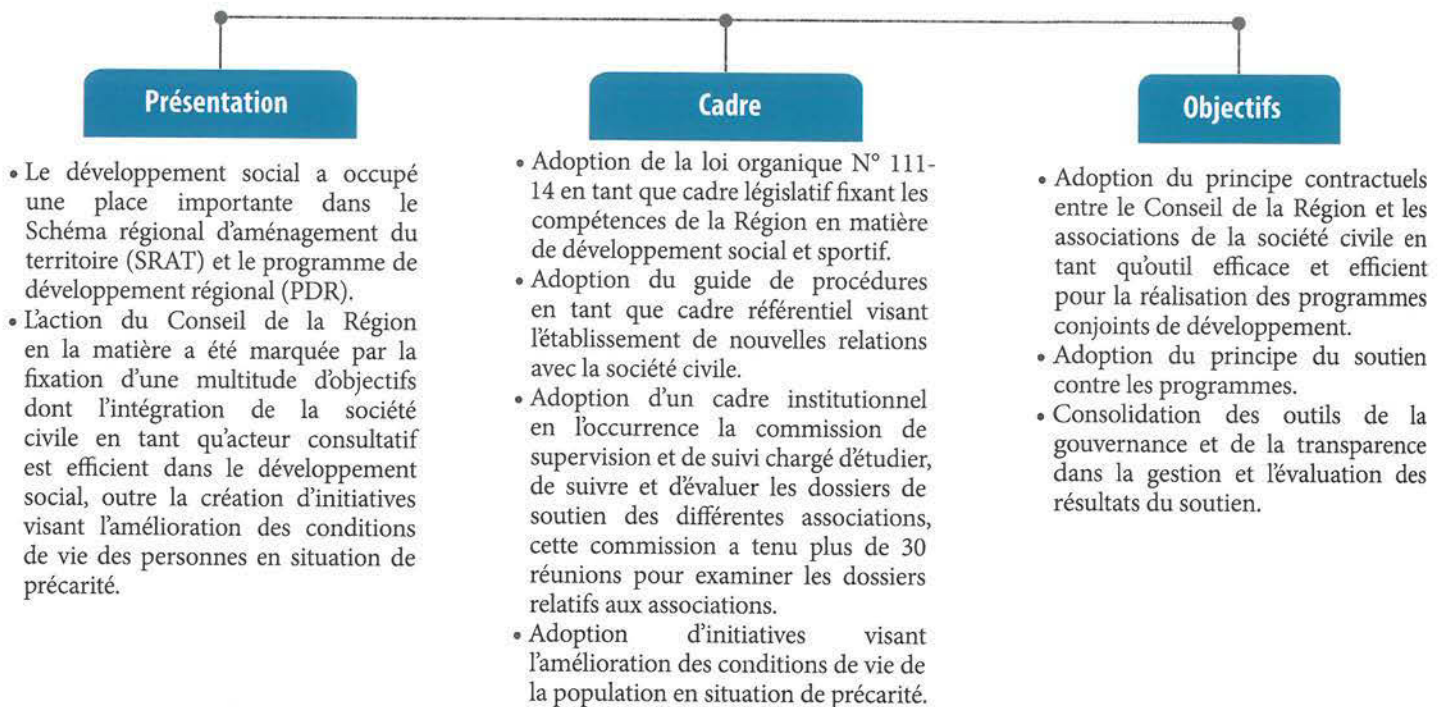 Présentation
• Le développement social a occupé
une place importante dans le
Schéma régional d'aménagement du
territoire (SRAT) et le programme de
développement régional (PDR).
• L'action du Conseil de la Région
en la matière a été marquée par la
fixation d'une multitude d'objectifs
dont l'intégration de la société
civile en tant qu'acteur consultatif
est efficient dans le développement
social, outre la création d'initiatives
visant l'amélioration des conditions
de vie des personnes en situation de
précarité.
Cadre
• Adoption de la loi organique N° 111-
14 en tant que cadre législatif fixant les
compétences de la Région en matière
de développement social et sportif.
• Adoption du guide de procédures
en tant que cadre référentiel visant
l'établissement de nouvelles relations
avec la société civile.
• Adoption d'un cadre institutionnel
en l'occurrence la commission de
supervision et de suivi chargé d'étudier,
de suivre et d'évaluer les dossiers de
soutien des différentes associations,
cette commission a tenu plus de 30
réunions pour examiner les dossiers
relatifs aux associations.
• Adoption d'initiatives visant
l'amélioration des conditions de vie de
la population en situation de précarité.
Objectifs
• Adoption du principe contractuels
entre le Conseil de la Région et les
associations de la société civile en
tant qu'outil efficace et efficient
pour la réalisation des programmes
conjoints de développement.
• Adoption du principe du soutien
contre les programmes.
• Consolidation des outils de la
gouvernance et de la transparence
dans la gestion et l'évaluation des
résultats du soutien.